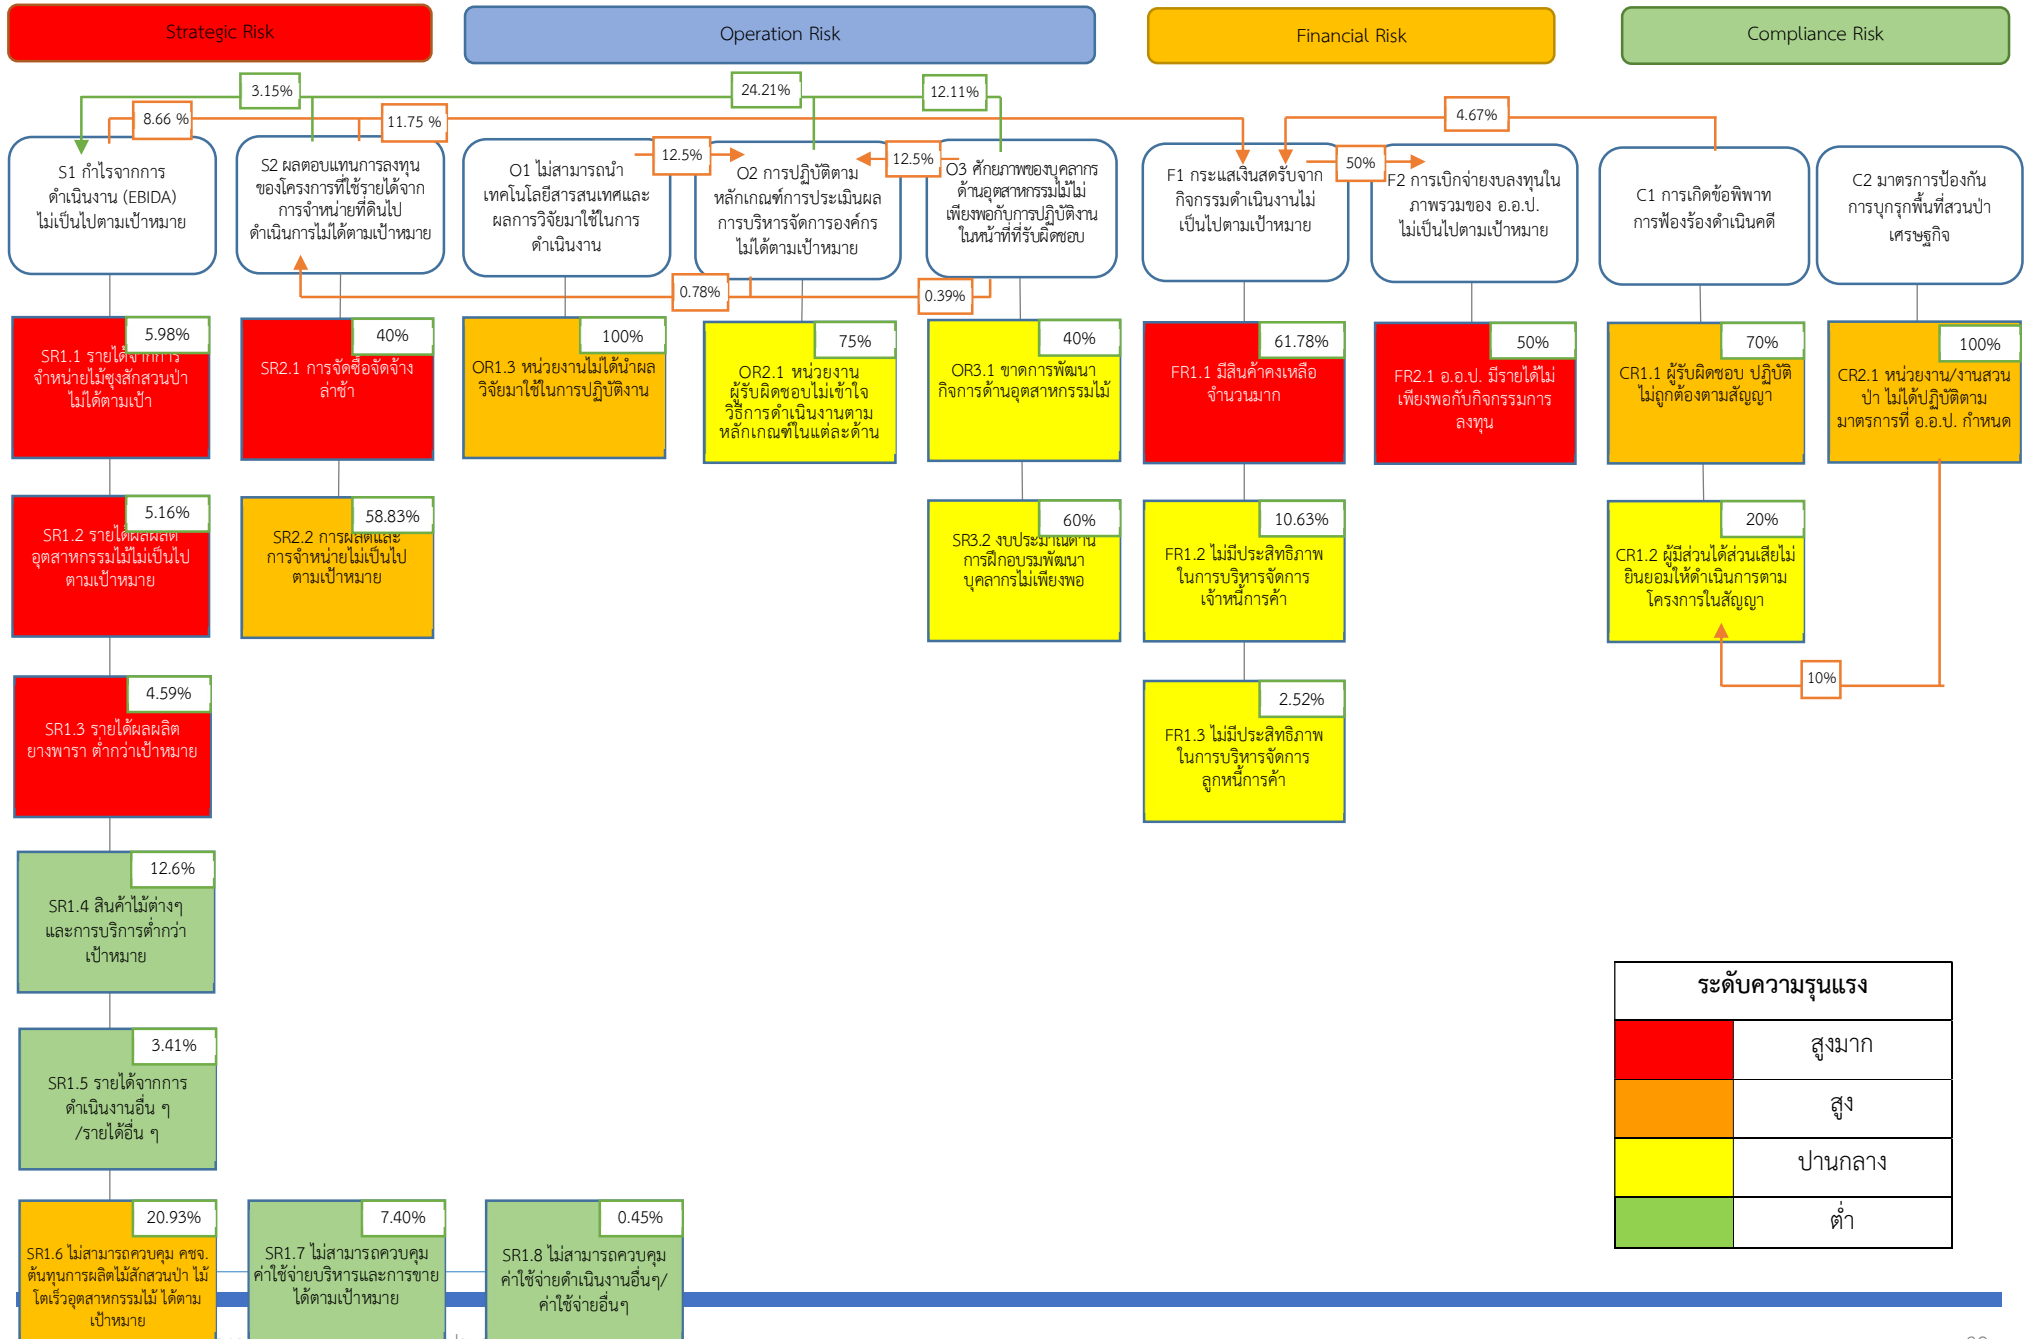 Strategic Risk
Operation Risk
Financial Risk
Compliance Risk
3.15%
24.21%
12.11%
8.66 %
11.75 %
4.67%
12.5%
12.5%
50%
S1 กำไรจากการ
ดำเนินงาน (EBIDA)
ไม่เป็นไปตามเป้าหมาย
S2 ผลตอบแทนการลงทุน
ของโครงการที่ใช้รายได้จาก
การจำหน่ายที่ดินไป
ดำเนินการไม่ได้ตามเป้าหมาย
O1 ไม่สามารถนำ
เทคโนโลยีสารสนเทศและ
ผลการวิจัยมาใช้ในการ
ดำเนินงาน
O2 การปฏิบัติตาม
หลักเกณฑ์การประเมินผล
การบริหารจัดการองค์กร
ไม่ได้ตามเป้าหมาย
O3 ศักยภาพของบุคลากร
ด้านอุตสาหกรรมไม้ไม่
เพียงพอกับการปฏิบัติงาน
ในหน้าที่ที่รับผิดชอบ
F1 กระแสเงินสดรับจาก
กิจกรรมดำเนินงานไม่
เป็นไปตามเป้าหมาย
F2 การเบิกจ่ายงบลงทุนใน
ภาพรวมของ อ.อ.ป.
ไม่เป็นไปตามเป้าหมาย
C1 การเกิดข้อพิพาท
การฟ้องร้องดำเนินคดี
C2 มาตรการป้องกัน
การบุกรุกพื้นที่สวนป่า
เศรษฐกิจ
0.78%
0.39%
5.98%
SR1.1 รายได้จากการ
จำหน่ายไม้ซุงสักสวนป่า
ไม่ได้ตามเป้า
40%
SR2.1 การจัดซื้อจัดจ้าง
ล่าช้า
100%
OR1.3 หน่วยงานไม่ได้นำผล
วิจัยมาใช้ในการปฏิบัติงาน
75%
OR2.1 หน่วยงาน
ผู้รับผิดชอบไม่เข้าใจ
วิธีการดำเนินงานตาม
หลักเกณฑ์ในแต่ละด้าน
40%
OR3.1 ขาดการพัฒนา
กิจการด้านอุตสาหกรรมไม้
61.78%
FR1.1 มีสินค้าคงเหลือ
จำนวนมาก
50%
FR2.1 อ.อ.ป. มีรายได้ไม่
เพียงพอกับกิจกรรมการ
ลงทุน
70%
CR1.1 ผู้รับผิดชอบ ปฏิบัติ
ไม่ถูกต้องตามสัญญา
100%
CR2.1 หน่วยงาน/งานสวน
ป่า ไม่ได้ปฏิบัติตาม
มาตรการที่ อ.อ.ป. กำหนด
5.16%
SR1.2 รายได้ผลผลิต
อุตสาหกรรมไม้ไม่เป็นไป
ตามเป้าหมาย
58.83%
SR2.2 การผลิตและ
การจำหน่ายไม่เป็นไป
ตามเป้าหมาย
60%
SR3.2 งบประมาณด้าน
การฝึกอบรมพัฒนา
บุคลากรไม่เพียงพอ
10.63%
FR1.2 ไม่มีประสิทธิภาพ
ในการบริหารจัดการ
เจ้าหนี้การค้า
20%
CR1.2 ผู้มีส่วนได้ส่วนเสียไม่
ยินยอมให้ดำเนินการตาม
โครงการในสัญญา
10%
4.59%
SR1.3 รายได้ผลผลิต
ยางพารา ต่ำกว่าเป้าหมาย
2.52%
FR1.3 ไม่มีประสิทธิภาพ
ในการบริหารจัดการ
ลูกหนี้การค้า
12.6%
SR1.4 สินค้าไม้ต่างๆ
และการบริการต่ำกว่า
เป้าหมาย
3.41%
SR1.5 รายได้จากการ
ดำเนินงานอื่น ๆ
/รายได้อื่น ๆ
ระดับความรุนแรง
สูงมาก
สูง
ปานกลาง
ต่ำ
20.93%
SR1.6 ไม่สามารถควบคุม คชจ.
ต้นทุนการผลิตไม้สักสวนป่า ไม้
โตเร็วอุตสาหกรรมไม้ ได้ตาม
เป้าหมาย
7.40%
SR1.7 ไม่สามารถควบคุม
ค่าใช้จ่ายบริหารและการขาย
ได้ตามเป้าหมาย
0.45%
SR1.8 ไม่สามารถควบคุม
ค่าใช้จ่ายดำเนินงานอื่นๆ/
ค่าใช้จ่ายอื่นๆ